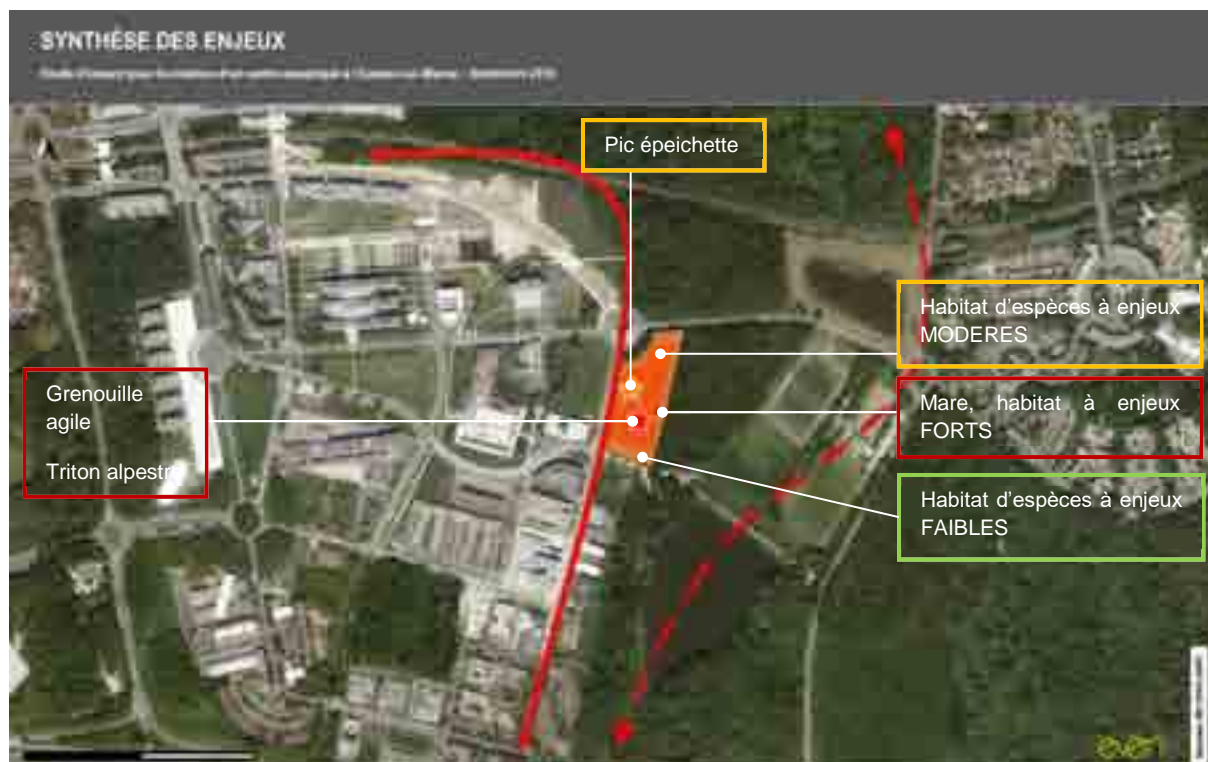 SYNTHÈSE DES ENJEUX
Pic épeichette
Habitat d'espèces à enjeux
MODERES
Grenouille
agile
Triton alpestre
Mare, habitat à enjeux
FORTS
Habitat d'espèces à enjeux
FAIBLES